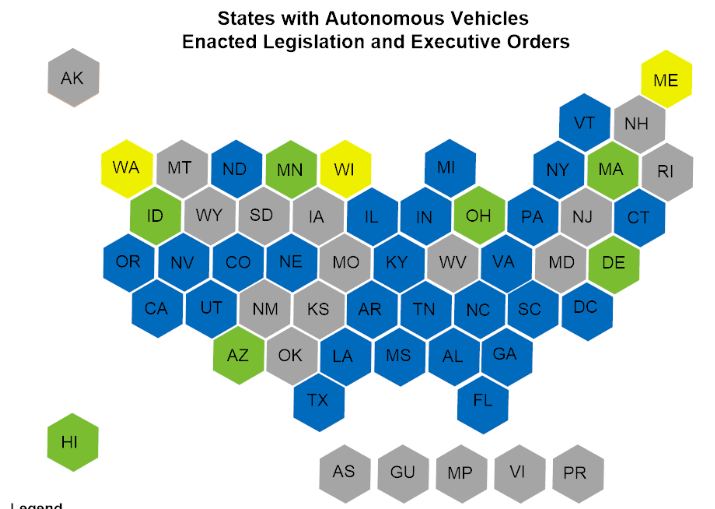 States with Autonomous Vehicles
Enacted Legislation and Executive Orders
AK
ME
VT NH
WA MT ND MN WI MI NY MA RI
ID WY SD IA IL IN OH PA NJ CT
OR NV CO NE MO KY WV VA MD DE
CA UT NM KS AR TN NC SC DC
AZ OK LA MS AL GA
TX FL
HI
AS GU MP VI PR
Legend